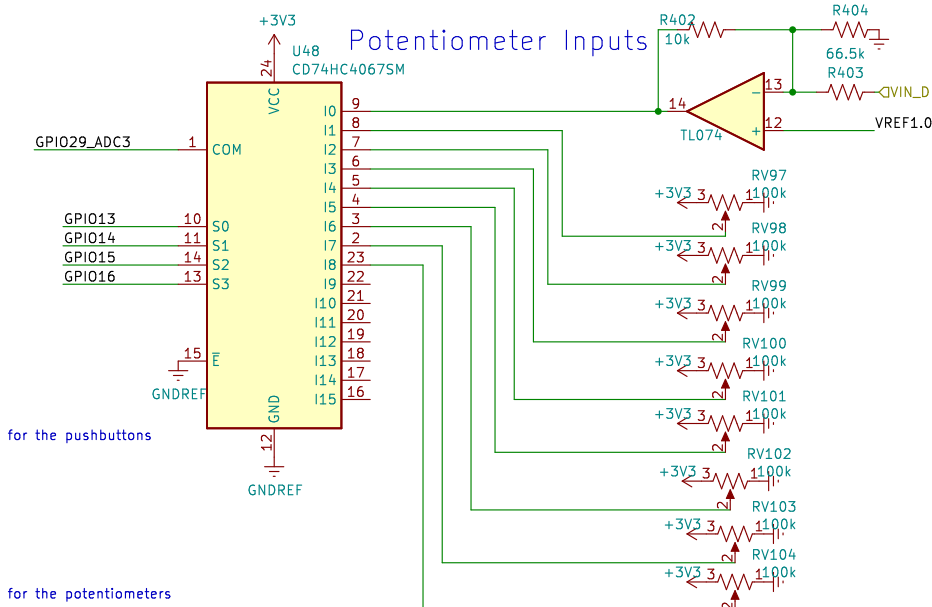 +3V3
Potentiometer Inputs
U48
CD74HC4067SM
24
VCC
R402
10k
R404
66.5k
R403
VIN_D
13
14
12
−
+
TL074
VREF1.0
GPIO29_ADC3
1
COM
GPIO13
10
S0
GPIO14
11
S1
GPIO15
14
S2
GPIO16
13
S3
15
E
GNDREF
GND
12
GNDREF
I0 9
I1 8
I2 7
I3 6
I4 5
I5 4
I6 3
I7 2
I8 23
I9 22
I10 21
I11 20
I12 19
I13 18
I14 17
I15 16
RV97
+3V3 3 1 100k
2
RV98
+3V3 3 1 100k
2
RV99
+3V3 3 1 100k
2
RV100
+3V3 3 1 100k
2
RV101
+3V3 3 1 100k
2
RV102
+3V3 3 1 100k
2
RV103
+3V3 3 1 100k
2
RV104
+3V3 3 1 100k
2
for the pushbuttons
for the potentiometers